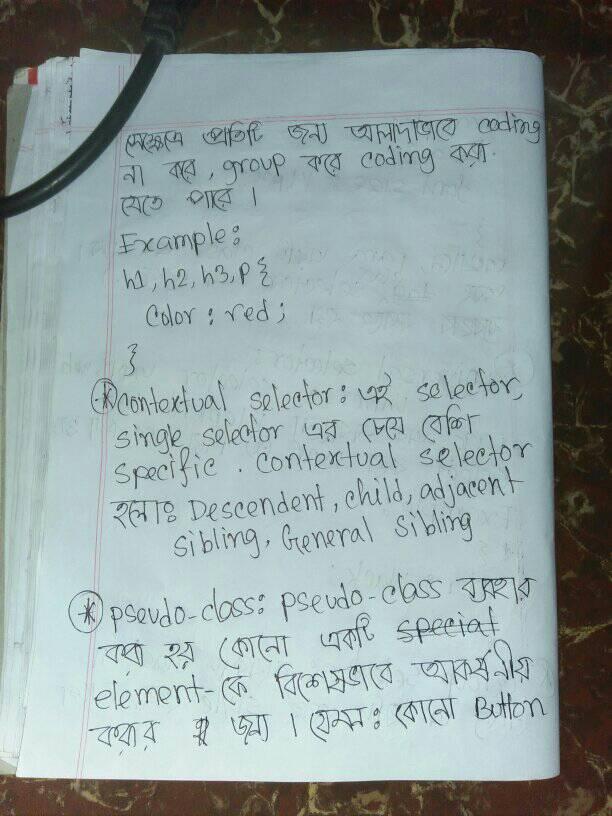 সেক্ষেত্রে প্রতিটি জন্য আলাদাভাবে coding
না করে, group করে coding করা
যেতে পারে ।
Example:
h1, h2, h3, p {
color: red;
}
* contextual selector: এই selector,
single selector এর চেয়ে বেশি
specific. contextual selector
হলোঃ Descendent, child, adjacent
sibling, General sibling
* pseudo-class: pseudo-class ব্যবহার
করা হয় কোনো একটি special
element-কে বিশেষভাবে আকর্ষনীয়
করার জন্য । যেমন: কোনো Button